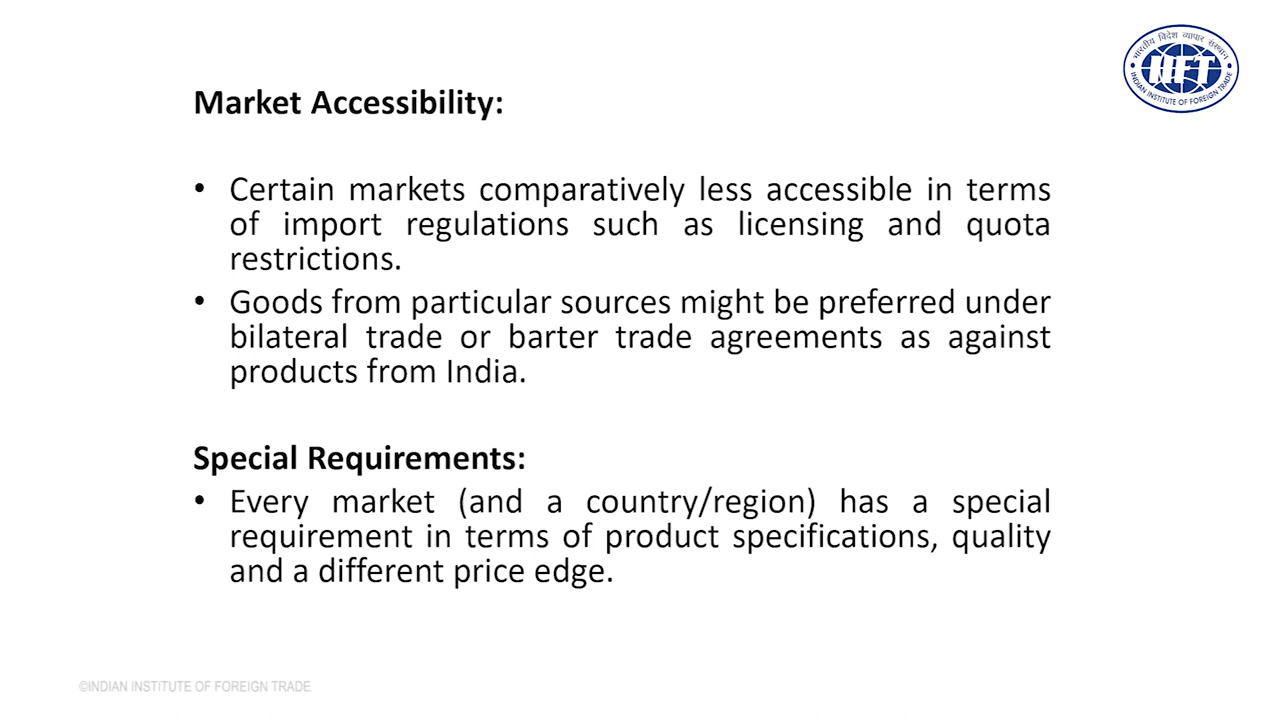 भारतीय विदेश व्यापार संस्थान
IIFT
INDIAN INSTITUTE OF FOREIGN TRADE
Market Accessibility:
• Certain markets comparatively less accessible in terms
of import regulations such as licensing and quota
restrictions.
• Goods from particular sources might be preferred under
bilateral trade or barter trade agreements as against
products from India.
Special Requirements:
• Every market (and a country/region) has a special
requirement in terms of product specifications, quality
and a different price edge.
©INDIAN INSTITUTE OF FOREIGN TRADE